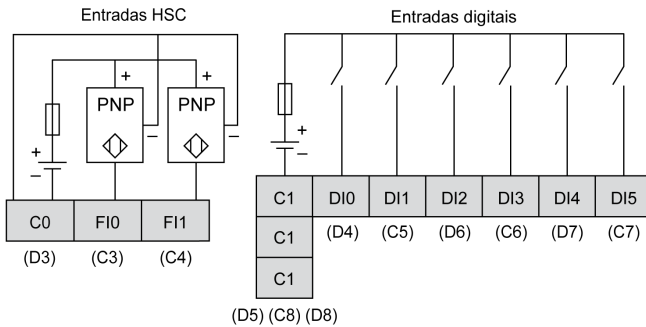 Entradas HSC
+
+
PNP
PNP
+
–
–
–
C0 FI0 FI1
(D3) (C3) (C4)
Entradas digitais
+
–
C1 DI0 DI1 DI2 DI3 DI4 DI5
C1 (D4) (C5) (D6) (C6) (D7) (C7)
C1
(D5) (C8) (D8)